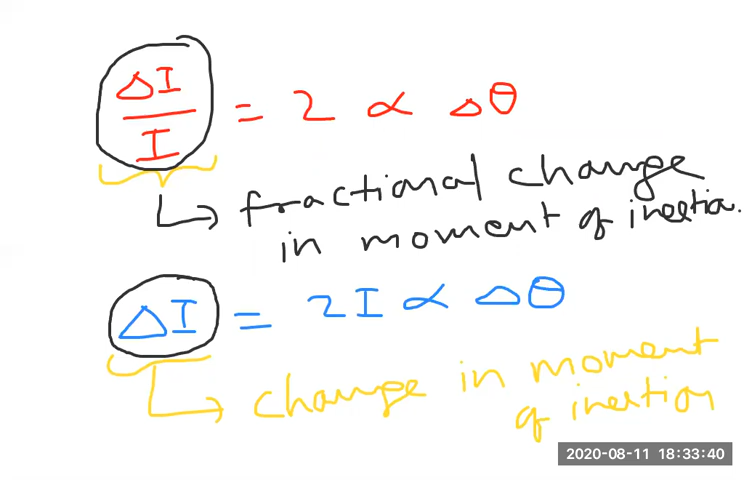 ΔI/I = 2 α Δθ
fractional change
in moment of inertia.
ΔI = 2I α Δθ
change in moment
of inertion
2020-08-11 18:33:40